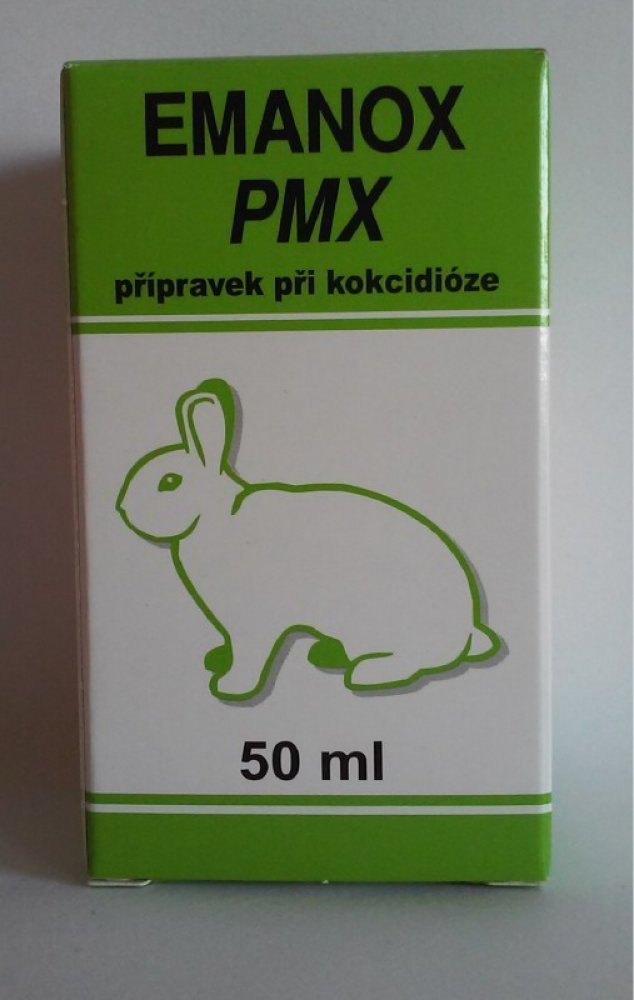 EMANOX
PMX
přípravek při kokcidióze
50 ml